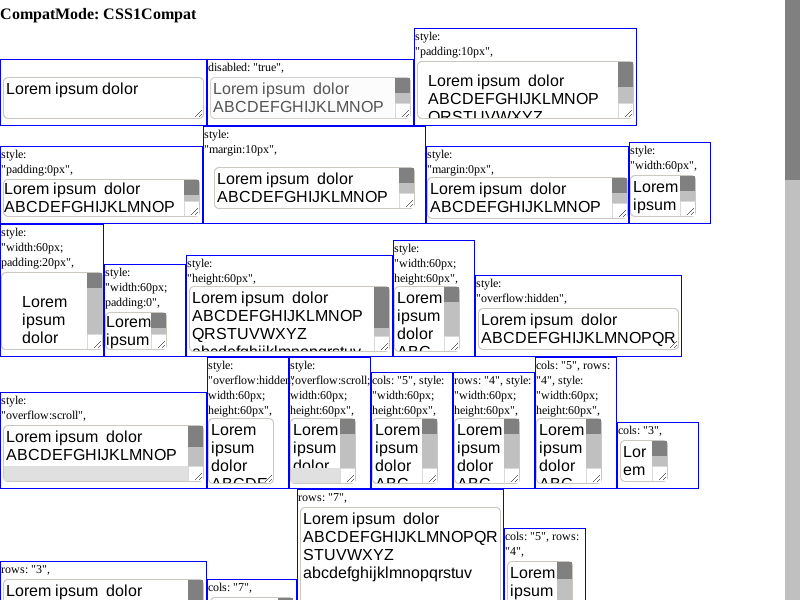 CompatMode: CSS1Compat
Lorem ipsum dolor
disabled: "true",
Lorem ipsum  dolor
ABCDEFGHIJKLMNOP
style:
"padding:10px",
Lorem ipsum  dolor
ABCDEFGHIJKLMNOP
QRSTUVWXYZ
style:
"padding:0px",
Lorem ipsum  dolor
ABCDEFGHIJKLMNOP
style:
"margin:10px",
Lorem ipsum  dolor
ABCDEFGHIJKLMNOP
style:
"margin:0px",
Lorem ipsum  dolor
ABCDEFGHIJKLMNOP
style:
"width:60px",
Lorem
ipsum
style:
"width:60px;
padding:20px",
Lorem
ipsum
dolor
style:
"width:60px;
padding:0",
Lorem
ipsum
style:
"height:60px",
Lorem ipsum  dolor
ABCDEFGHIJKLMNOP
QRSTUVWXYZ
abcdefghijklmnopqrstuv
style:
"width:60px;
height:60px",
Lorem
ipsum
dolor
ABC
style:
"overflow:hidden",
Lorem ipsum  dolor
ABCDEFGHIJKLMNOPQR
style:
"overflow:scroll",
Lorem ipsum  dolor
ABCDEFGHIJKLMNOP
style:
"overflow:hidden;
width:60px;
height:60px",
Lorem
ipsum
dolor
ABCDE
style:
"overflow:scroll;
width:60px;
height:60px",
Lorem
ipsum
dolor
cols: "5", style:
"width:60px;
height:60px",
Lorem
ipsum
dolor
ABC
rows: "4", style:
"width:60px;
height:60px",
Lorem
ipsum
dolor
ABC
cols: "5", rows:
"4", style:
"width:60px;
height:60px",
Lorem
ipsum
dolor
ABC
cols: "3",
Lor
em
rows: "3",
Lorem ipsum  dolor
cols: "7",
rows: "7",
Lorem ipsum  dolor
ABCDEFGHIJKLMNOPQR
STUVWXYZ
abcdefghijklmnopqrstuv
cols: "5", rows:
"4",
Lorem
ipsum